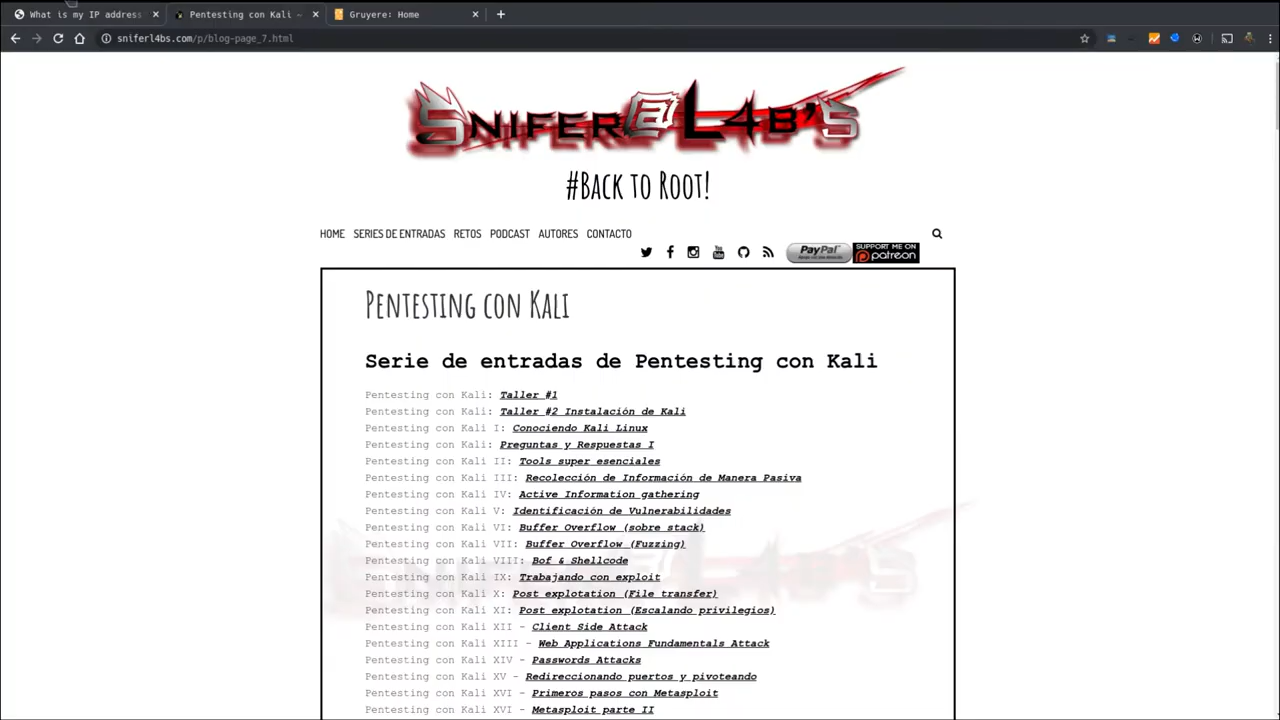 What is my IP address
Pentesting con Kali –
Gruyere: Home
sniferl4bs.com/p/blog-page_7.html
Snifer@L4b's
#Back to Root!
HOME SERIES DE ENTRADAS RETOS PODCAST AUTORES CONTACTO
PayPal
SUPPORT ME ON
patreon
Pentesting con Kali
Serie de entradas de Pentesting con Kali
Pentesting con Kali: Taller #1
Pentesting con Kali: Taller #2 Instalación de Kali
Pentesting con Kali I: Conociendo Kali Linux
Pentesting con Kali: Preguntas y Respuestas I
Pentesting con Kali II: Tools super esenciales
Pentesting con Kali III: Recolección de Información de Manera Pasiva
Pentesting con Kali IV: Active Information gathering
Pentesting con Kali V: Identificación de Vulnerabilidades
Pentesting con Kali VI: Buffer Overflow (sobre stack)
Pentesting con Kali VII: Buffer Overflow (Fuzzing)
Pentesting con Kali VIII: Bof & Shellcode
Pentesting con Kali IX: Trabajando con exploit
Pentesting con Kali X: Post explotation (File transfer)
Pentesting con Kali XI: Post explotation (Escalando privilegios)
Pentesting con Kali XII – Client Side Attack
Pentesting con Kali XIII – Web Applications Fundamentals Attack
Pentesting con Kali XIV – Passwords Attacks
Pentesting con Kali XV – Redireccionando puertos y pivoteando
Pentesting con Kali XVI – Primeros pasos con Metasploit
Pentesting con Kali XVI – Metasploit parte II